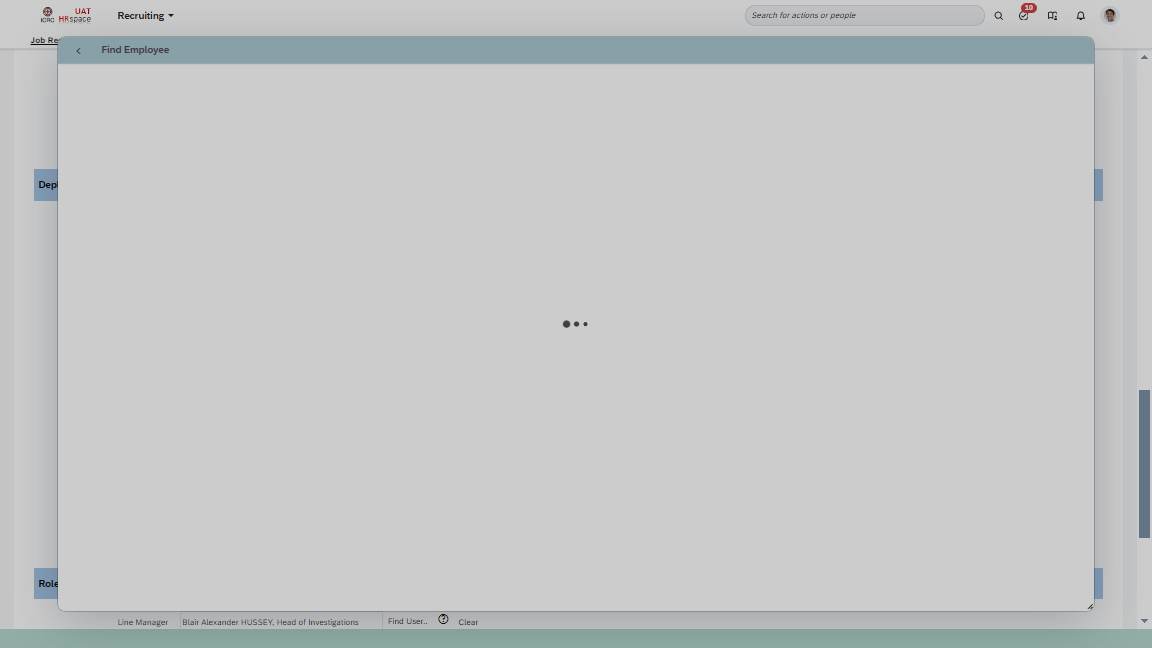 ICRC
UAT
HRspace
Recruiting
Search for actions or people
10
Job Re
Find Employee
Depl
Role
Line Manager
Blair Alexander HUSSEY, Head of Investigations
Find User..
Clear